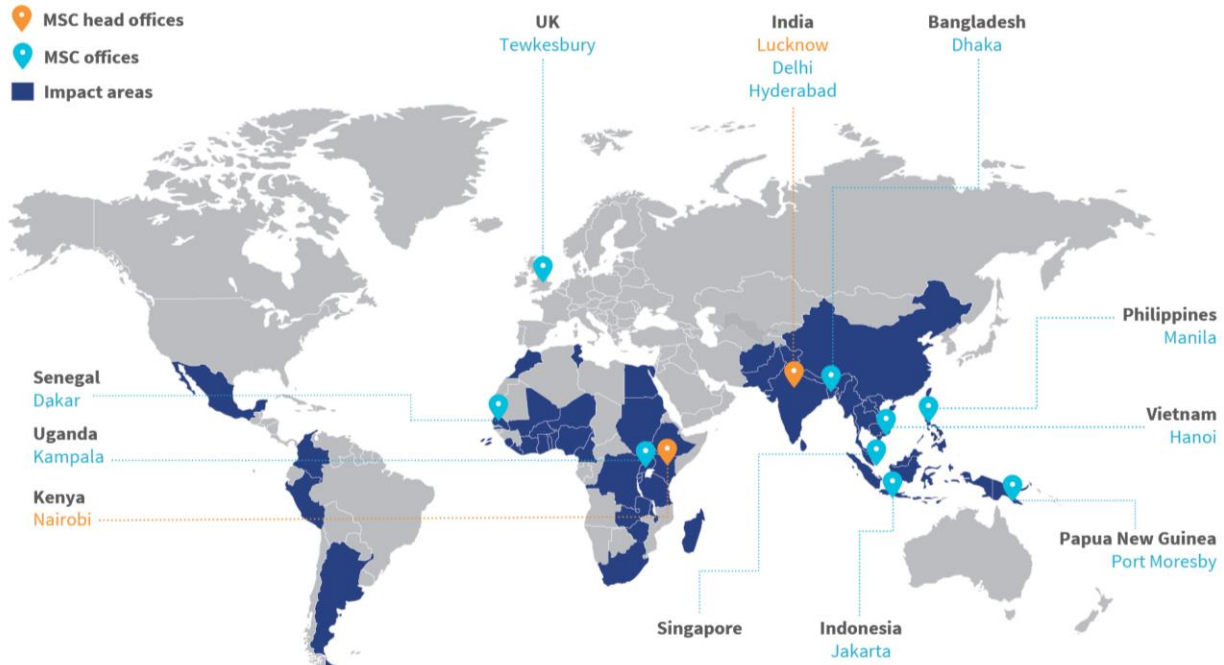 MSC head offices
MSC offices
Impact areas
UK
Tewkesbury
India
Lucknow
Delhi
Hyderabad
Bangladesh
Dhaka
Philippines
Manila
Senegal
Dakar
Vietnam
Hanoi
Uganda
Kampala
Kenya
Nairobi
Papua New Guinea
Port Moresby
Singapore
Indonesia
Jakarta